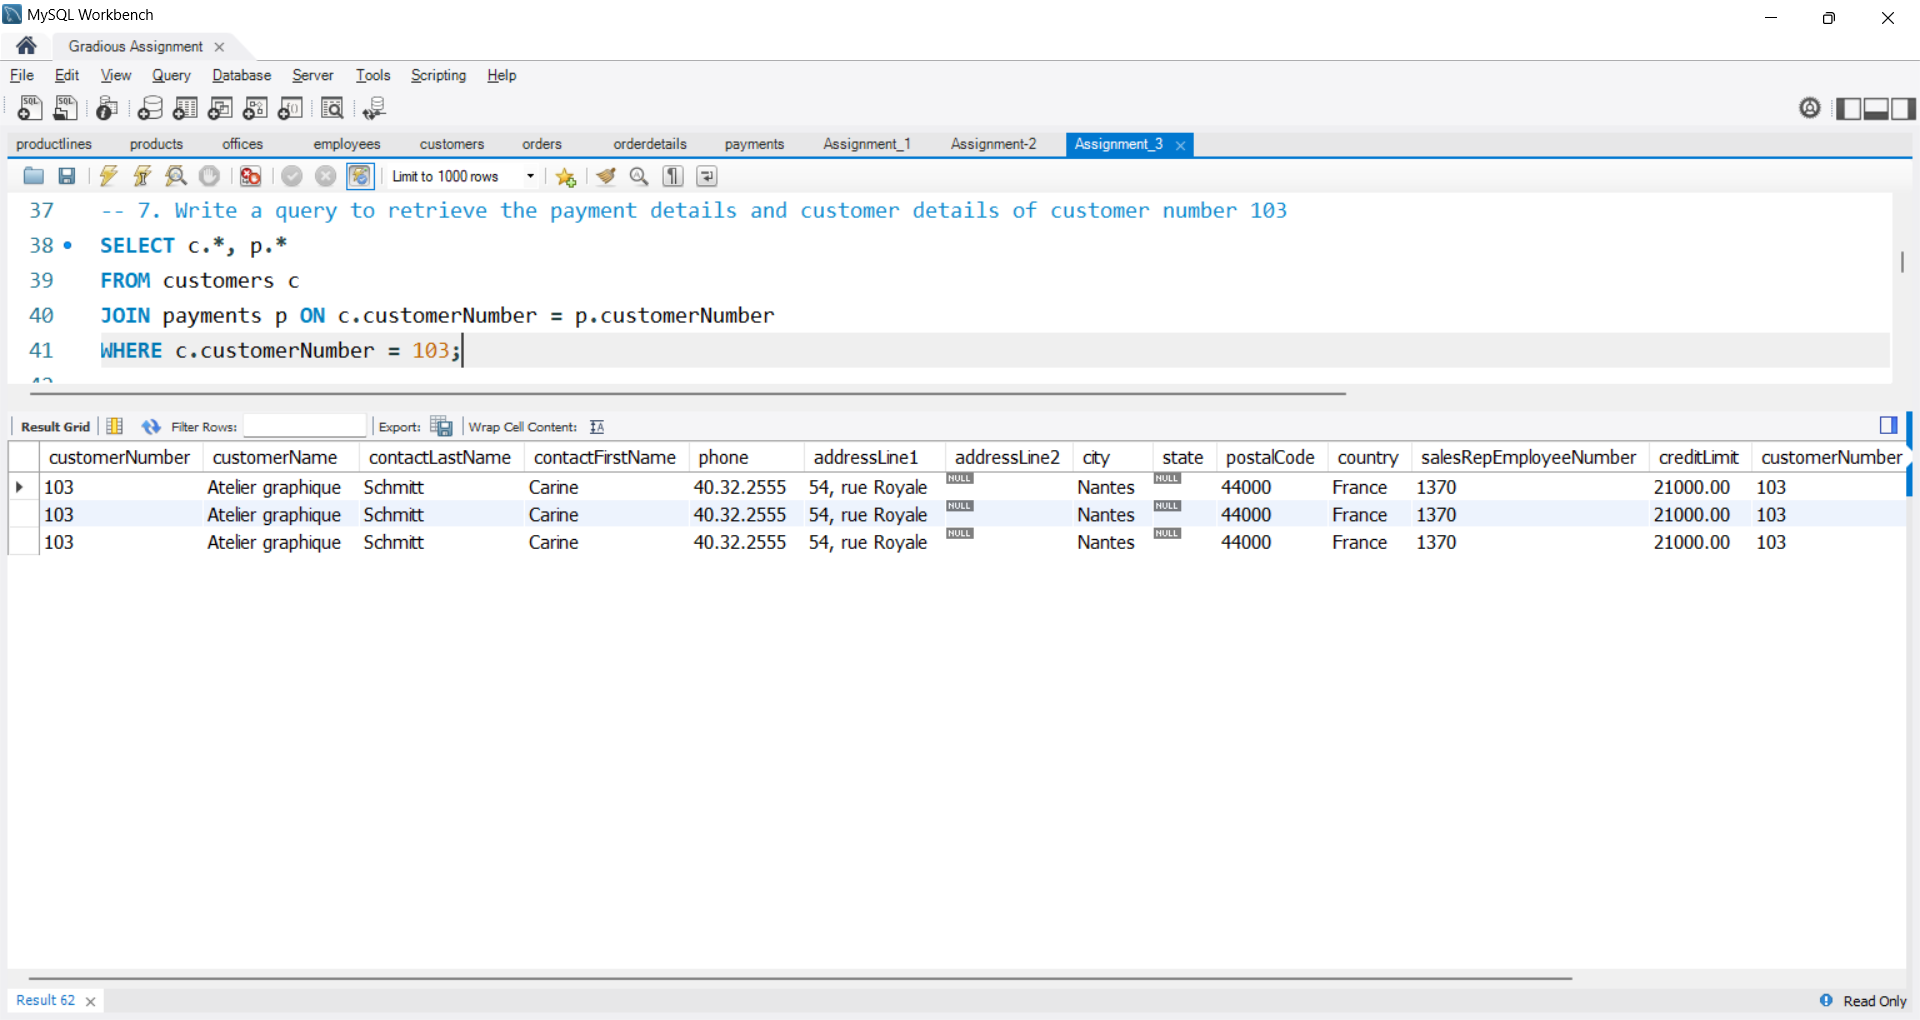 MySQL Workbench
Gradious Assignment
File Edit View Query Database Server Tools Scripting Help
productlines products offices employees customers orders orderdetails payments Assignment_1 Assignment-2 Assignment_3
Limit to 1000 rows
37 -- 7. Write a query to retrieve the payment details and customer details of customer number 103
38 SELECT c.*, p.*
39 FROM customers c
40 JOIN payments p ON c.customerNumber = p.customerNumber
41 WHERE c.customerNumber = 103;
Result Grid Filter Rows: Export: Wrap Cell Content:
customerNumber customerName contactLastName contactFirstName phone addressLine1 addressLine2 city state postalCode country salesRepEmployeeNumber creditLimit customerNumber
103 Atelier graphique Schmitt Carine 40.32.2555 54, rue Royale NULL Nantes NULL 44000 France 1370 21000.00 103
103 Atelier graphique Schmitt Carine 40.32.2555 54, rue Royale NULL Nantes NULL 44000 France 1370 21000.00 103
103 Atelier graphique Schmitt Carine 40.32.2555 54, rue Royale NULL Nantes NULL 44000 France 1370 21000.00 103
Result 62 Read Only